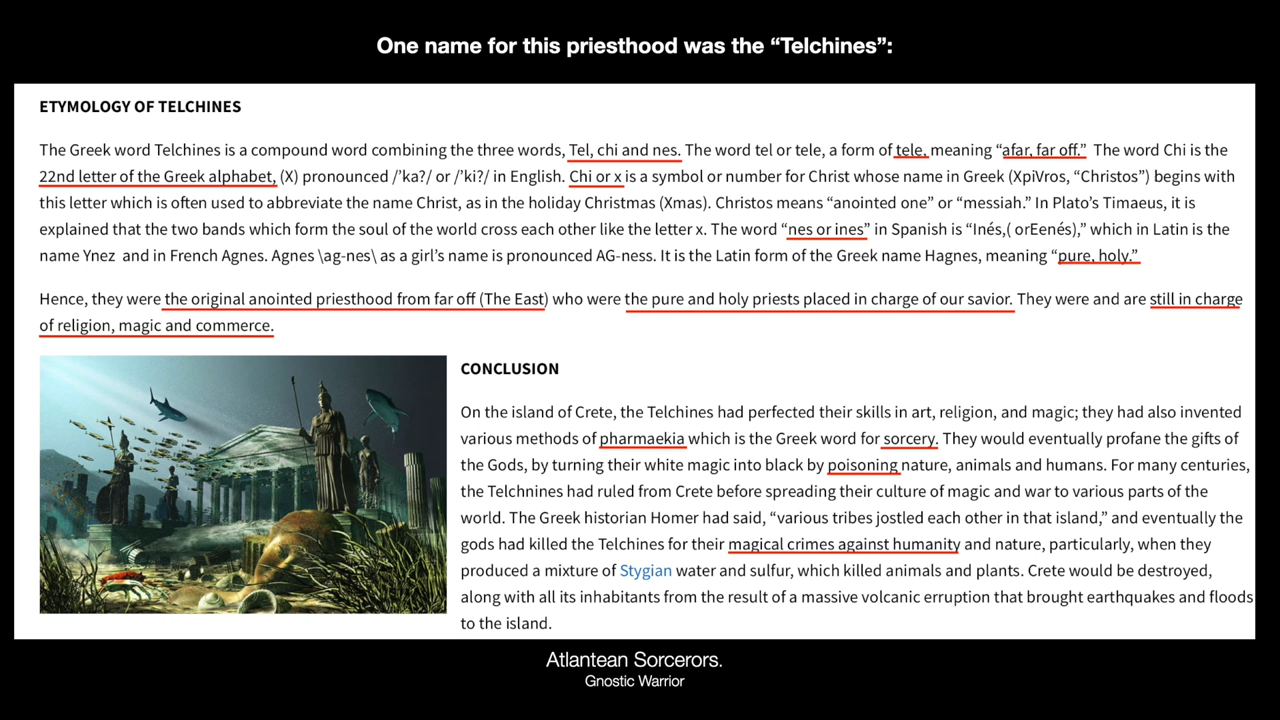 One name for this priesthood was the “Telchines”:
ETYMOLOGY OF TELCHINES
The Greek word Telchines is a compound word combining the three words, Tel, chi and nes. The word tel or tele, a form of tele, meaning “afar, far off.” The word Chi is the
22nd letter of the Greek alphabet, (X) pronounced /’ka?/ or /’ki?/ in English. Chi or x is a symbol or number for Christ whose name in Greek (XpiVros, “Christos”) begins with
this letter which is often used to abbreviate the name Christ, as in the holiday Christmas (Xmas). Christos means “anointed one” or “messiah.” In Plato’s Timaeus, it is
explained that the two bands which form the soul of the world cross each other like the letter x. The word “nes or ines” in Spanish is “Inés,( orEenés),” which in Latin is the
name Ynez and in French Agnes. Agnes \ag-nes\ as a girl’s name is pronounced AG-ness. It is the Latin form of the Greek name Hagnes, meaning “pure, holy.”
Hence, they were the original anointed priesthood from far off (The East) who were the pure and holy priests placed in charge of our savior. They were and are still in charge
of religion, magic and commerce.
CONCLUSION
On the island of Crete, the Telchines had perfected their skills in art, religion, and magic; they had also invented
various methods of pharmaekia which is the Greek word for sorcery. They would eventually profane the gifts of
the Gods, by turning their white magic into black by poisoning nature, animals and humans. For many centuries,
the Telchnines had ruled from Crete before spreading their culture of magic and war to various parts of the
world. The Greek historian Homer had said, “various tribes jostled each other in that island,” and eventually the
gods had killed the Telchines for their magical crimes against humanity and nature, particularly, when they
produced a mixture of Stygian water and sulfur, which killed animals and plants. Crete would be destroyed,
along with all its inhabitants from the result of a massive volcanic erruption that brought earthquakes and floods
to the island.
Atlantean Sorcerors.
Gnostic Warrior